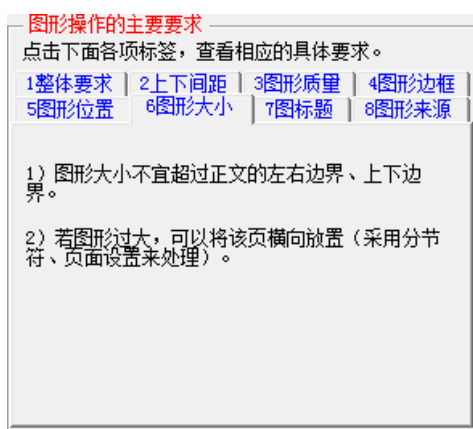 图形操作的主要要求
点击下面各项标签，查看相应的具体要求。
1整体要求 2上下间距 3图形质量 4图形边框
5图形位置 6图形大小 7图标题 8图形来源
1）图形大小不宜超过正文的左右边界、上下边
界。
2）若图形过大，可以将该页横向放置（采用分节
符、页面设置来处理）。